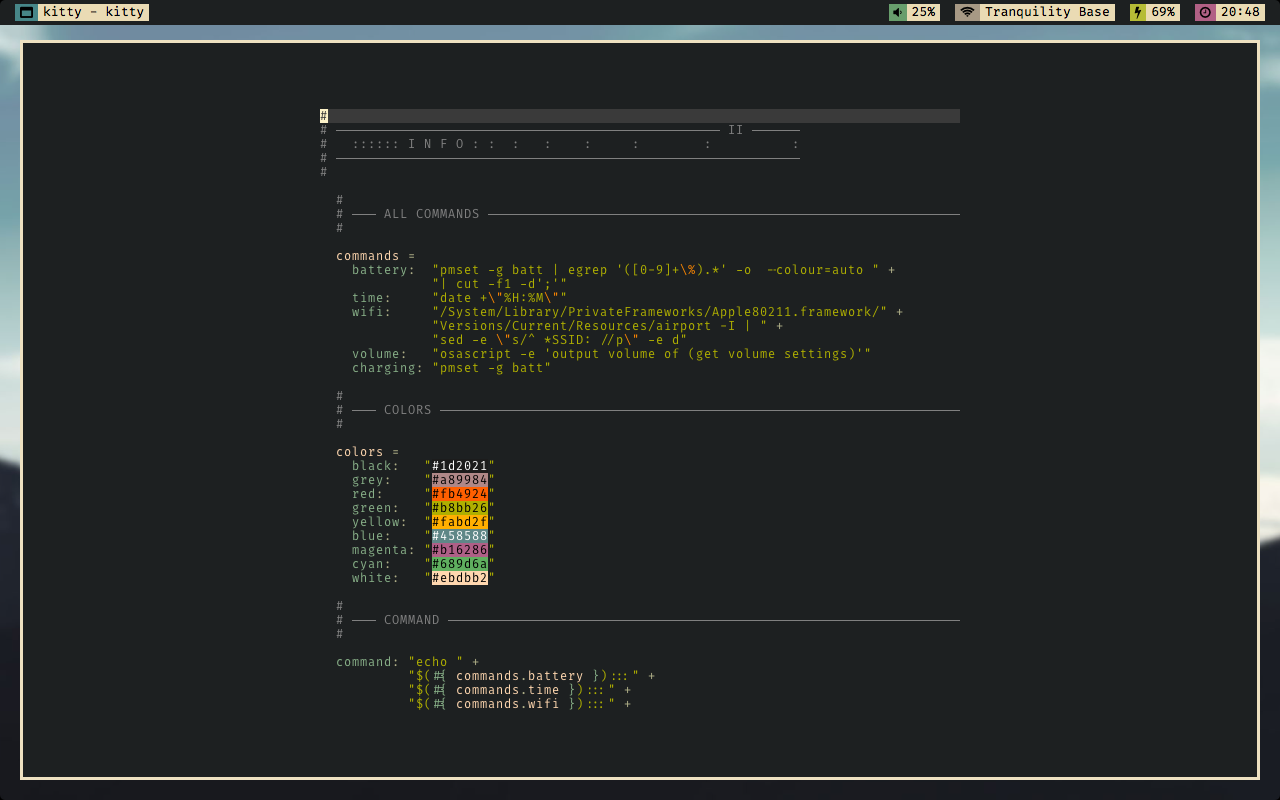 kitty - kitty 25% Tranquility Base 69% 20:48
#
# ──────────────────────────────────────────────── II ──────
#   :::::: I N F O : :  :   :    :     :        :          :
# ──────────────────────────────────────────────────────────
#
#
# ─── ALL COMMANDS ───────────────────────────────────────────────────────────
#
commands =
battery:  "pmset -g batt | egrep '([0-9]+\%).*' -o  --colour=auto " +
"| cut -f1 -d';'"
time:     "date +\"%H:%M\""
wifi:     "/System/Library/PrivateFrameworks/Apple80211.framework/" +
"Versions/Current/Resources/airport -I | " +
"sed -e \"s/^ *SSID: //p\" -e d"
volume:   "osascript -e 'output volume of (get volume settings)'"
charging: "pmset -g batt"
#
# ─── COLORS ─────────────────────────────────────────────────────────────────
#
colors =
black:   "#1d2021"
grey:    "#a89984"
red:     "#fb4924"
green:   "#b8bb26"
yellow:  "#fabd2f"
blue:    "#458588"
magenta: "#b16286"
cyan:    "#689d6a"
white:   "#ebdbb2"
#
# ─── COMMAND ────────────────────────────────────────────────────────────────
#
command: "echo " +
"$(#{ commands.battery }):::" +
"$(#{ commands.time }):::" +
"$(#{ commands.wifi }):::" +